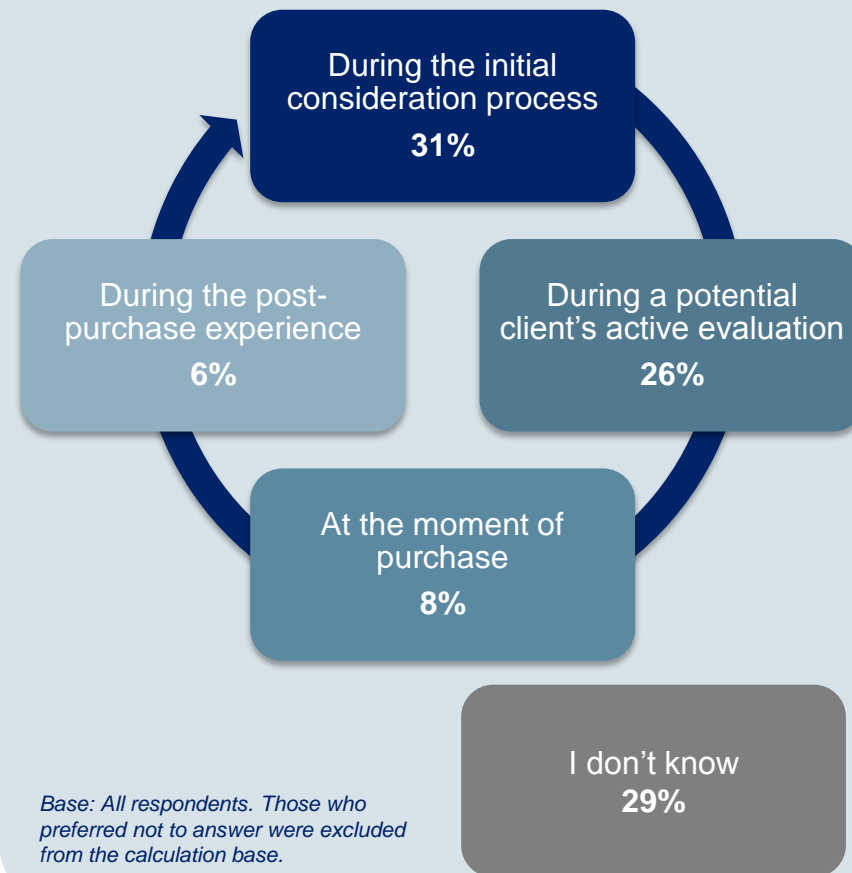 During the initial
consideration process
31%
During the post-
purchase experience
6%
During a potential
client’s active evaluation
26%
At the moment of
purchase
8%
I don’t know
29%
Base: All respondents. Those who
preferred not to answer were excluded
from the calculation base.